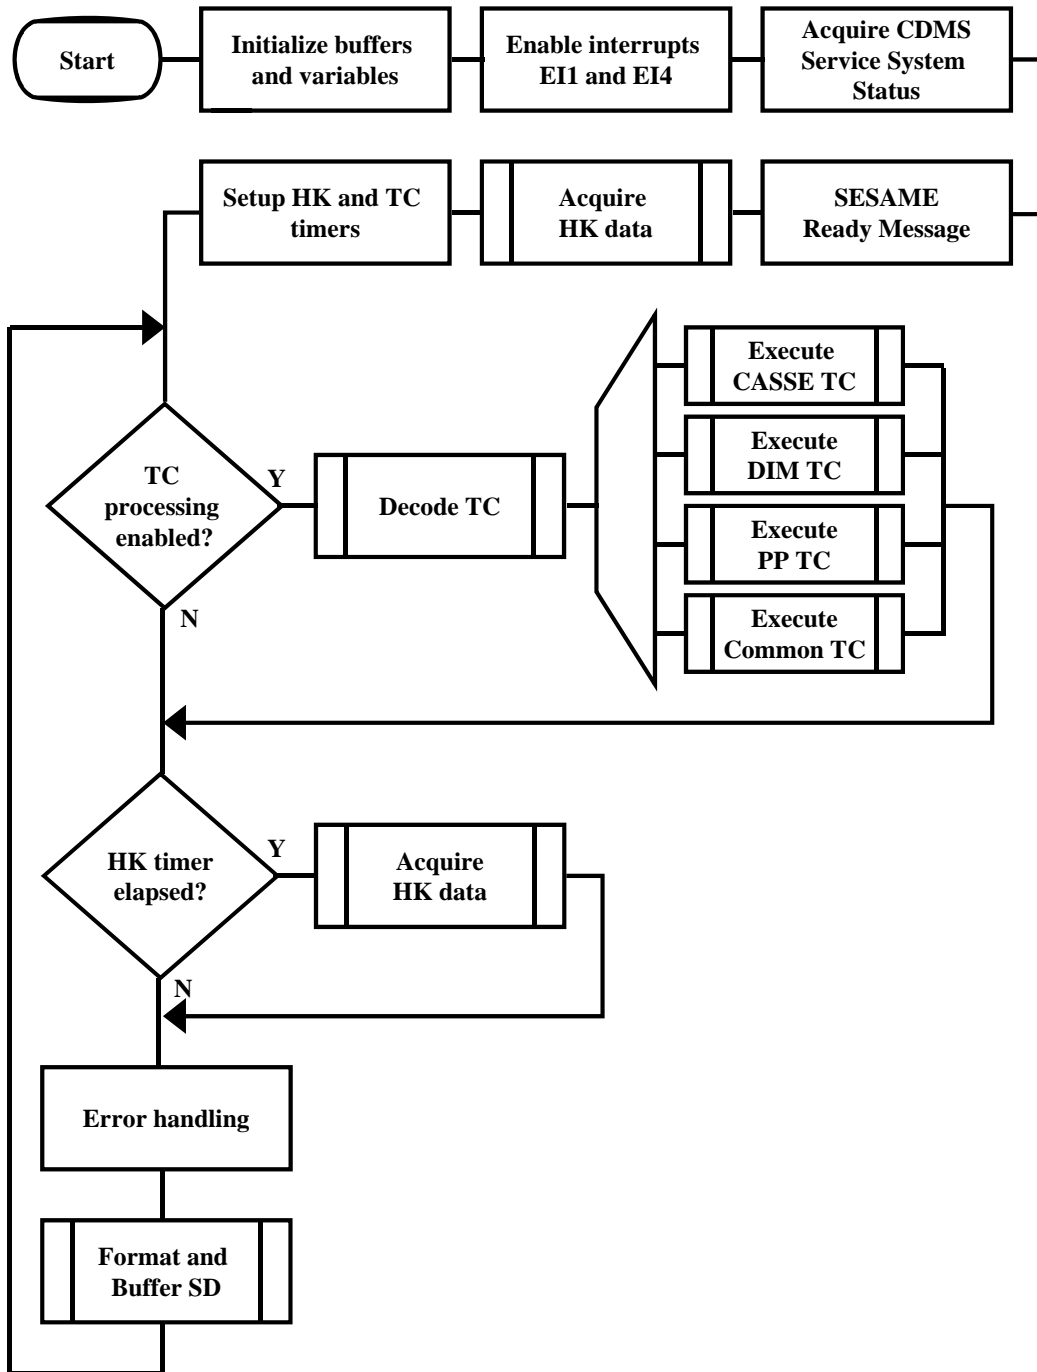 Start
Initialize buffers
and variables
Enable interrupts
EI1 and EI4
Acquire CDMS
Service System
Status
Setup HK and TC
timers
Acquire
HK data
SESAME
Ready Message
TC
processing
enabled?
Y
N
Decode TC
Execute
CASSE TC
Execute
DIM TC
Execute
PP TC
Execute
Common TC
HK timer
elapsed?
Y
N
Acquire
HK data
Error handling
Format and
Buffer SD